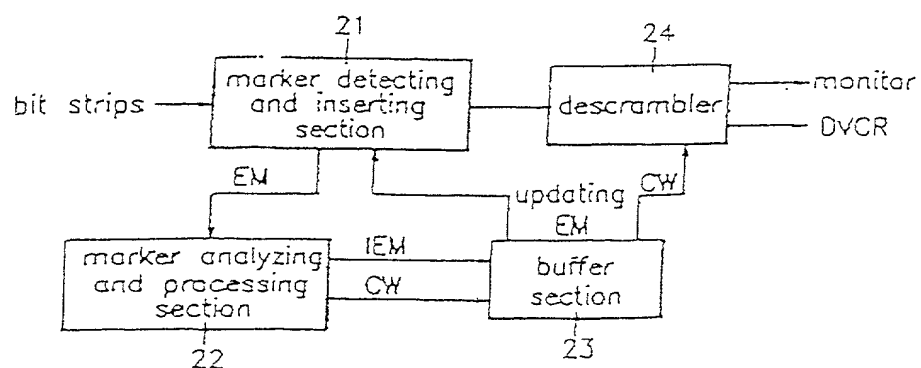 21
24
bit strips
marker detecting
and inserting
section
descrambler
monitor
DVCR
EM
updating
EM
CW
marker analyzing
and processing
section
IEM
CW
buffer
section
22
23